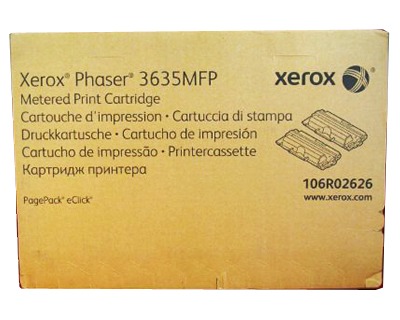 Xerox® Phaser® 3635MFP
Metered Print Cartridge
Cartouche d'impression • Cartuccia di stampa
Druckkartusche • Cartucho de impresión
Cartucho de impressão • Printercassette
Картридж принтера
PagePack® eClick®
xerox
106R02626
www.xerox.com